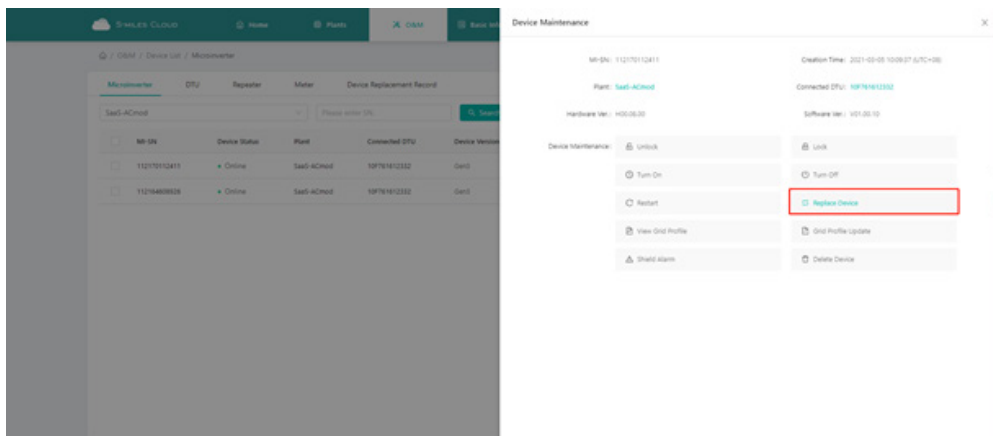 S-MILES CLOUD
Home
Plants
O&M
Basic Info
/ O&M / Device List / Microinverter
Microinverter DTU Repeater Meter Device Replacement Record
SaaS-ACmod
Please enter SN
Search
MI-SN Device Status Plant Connected DTU Device Version
112170112411 Online SaaS-ACmod 10F761612332 Gen3
Online SaaS-ACmod 10F761612332 Gen3
Device Maintenance
MI-SN: 112170112411 Creation Time: 2021-02-05 10:08:07 (UTC+08)
Plant: SaaS-ACmod Connected DTU: 10F761612332
Hardware Ver.: H00.06.00 Software Ver.: V01.00.10
Device Maintenance: Unlock Lock
Turn On Turn Off
Restart Replace Device
View Grid Profile Grid Profile Update
Shield Alarm Delete Device